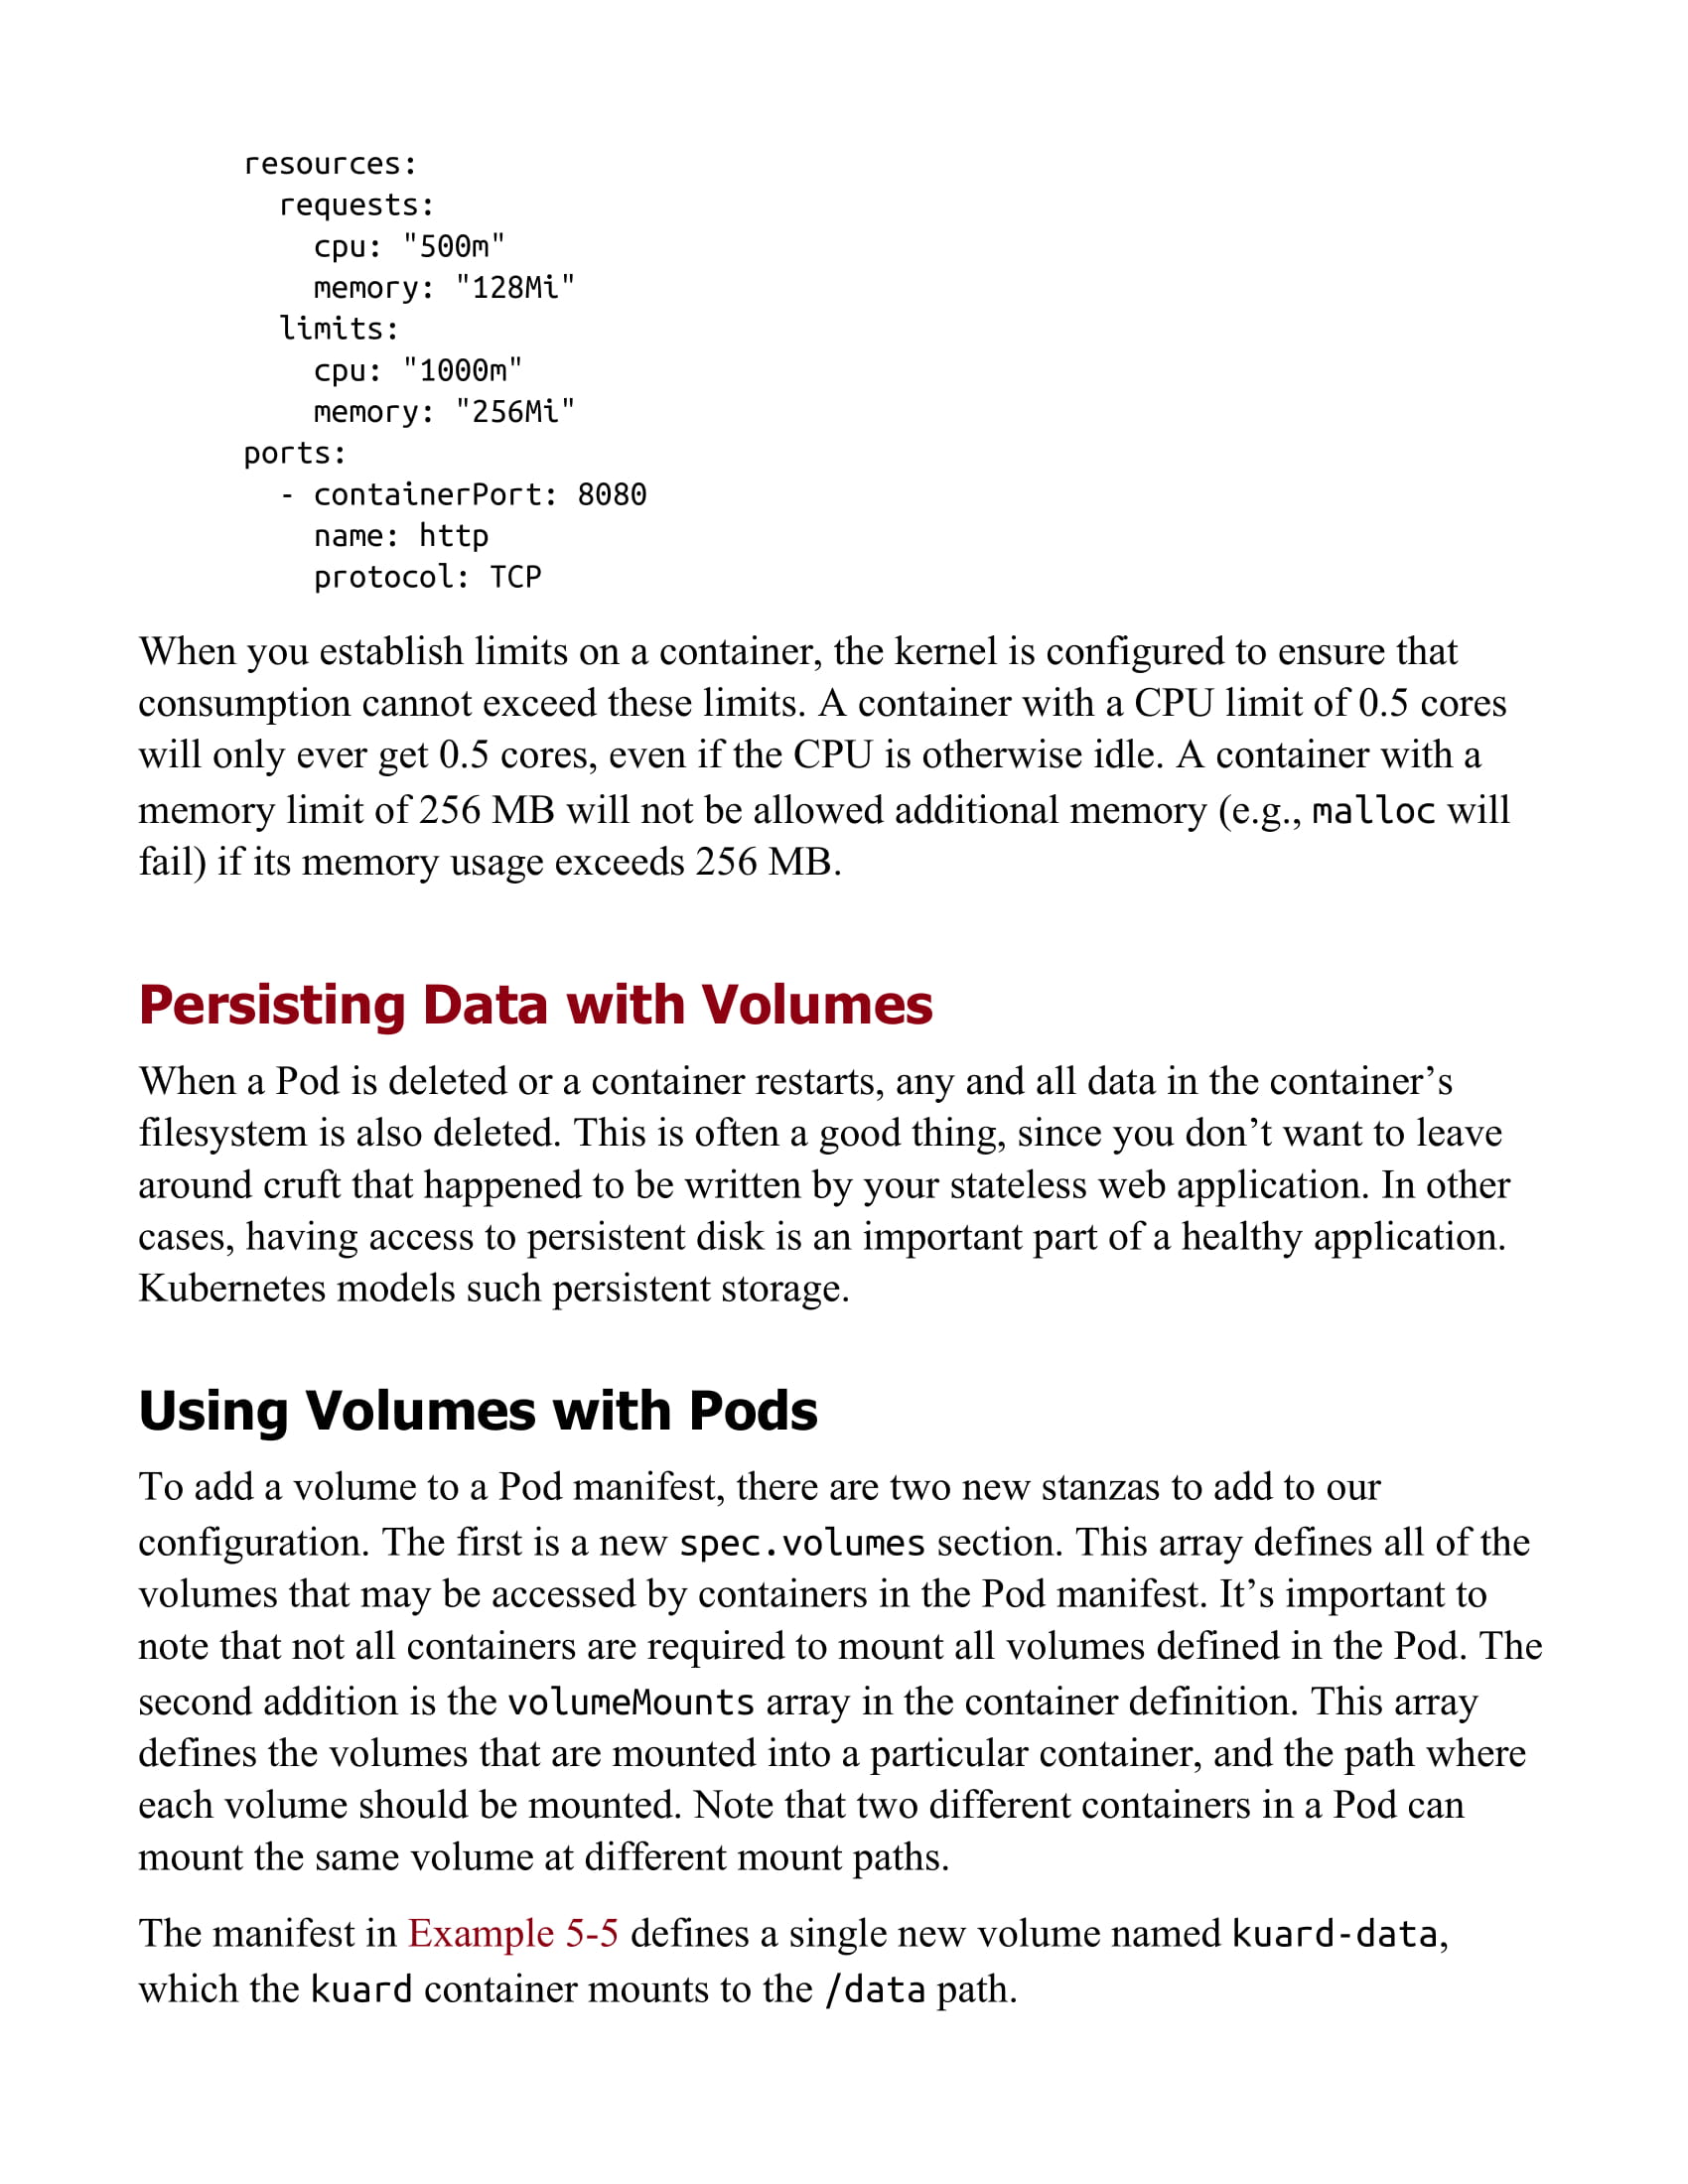 resources:
  requests:
    cpu: "500m"
    memory: "128Mi"
  limits:
    cpu: "1000m"
    memory: "256Mi"
ports:
  - containerPort: 8080
    name: http
    protocol: TCP
When you establish limits on a container, the kernel is configured to ensure that
consumption cannot exceed these limits. A container with a CPU limit of 0.5 cores
will only ever get 0.5 cores, even if the CPU is otherwise idle. A container with a
memory limit of 256 MB will not be allowed additional memory (e.g., malloc will
fail) if its memory usage exceeds 256 MB.
Persisting Data with Volumes
When a Pod is deleted or a container restarts, any and all data in the container’s
filesystem is also deleted. This is often a good thing, since you don’t want to leave
around cruft that happened to be written by your stateless web application. In other
cases, having access to persistent disk is an important part of a healthy application.
Kubernetes models such persistent storage.
Using Volumes with Pods
To add a volume to a Pod manifest, there are two new stanzas to add to our
configuration. The first is a new spec.volumes section. This array defines all of the
volumes that may be accessed by containers in the Pod manifest. It’s important to
note that not all containers are required to mount all volumes defined in the Pod. The
second addition is the volumeMounts array in the container definition. This array
defines the volumes that are mounted into a particular container, and the path where
each volume should be mounted. Note that two different containers in a Pod can
mount the same volume at different mount paths.
The manifest in Example 5-5 defines a single new volume named kuard-data,
which the kuard container mounts to the /data path.